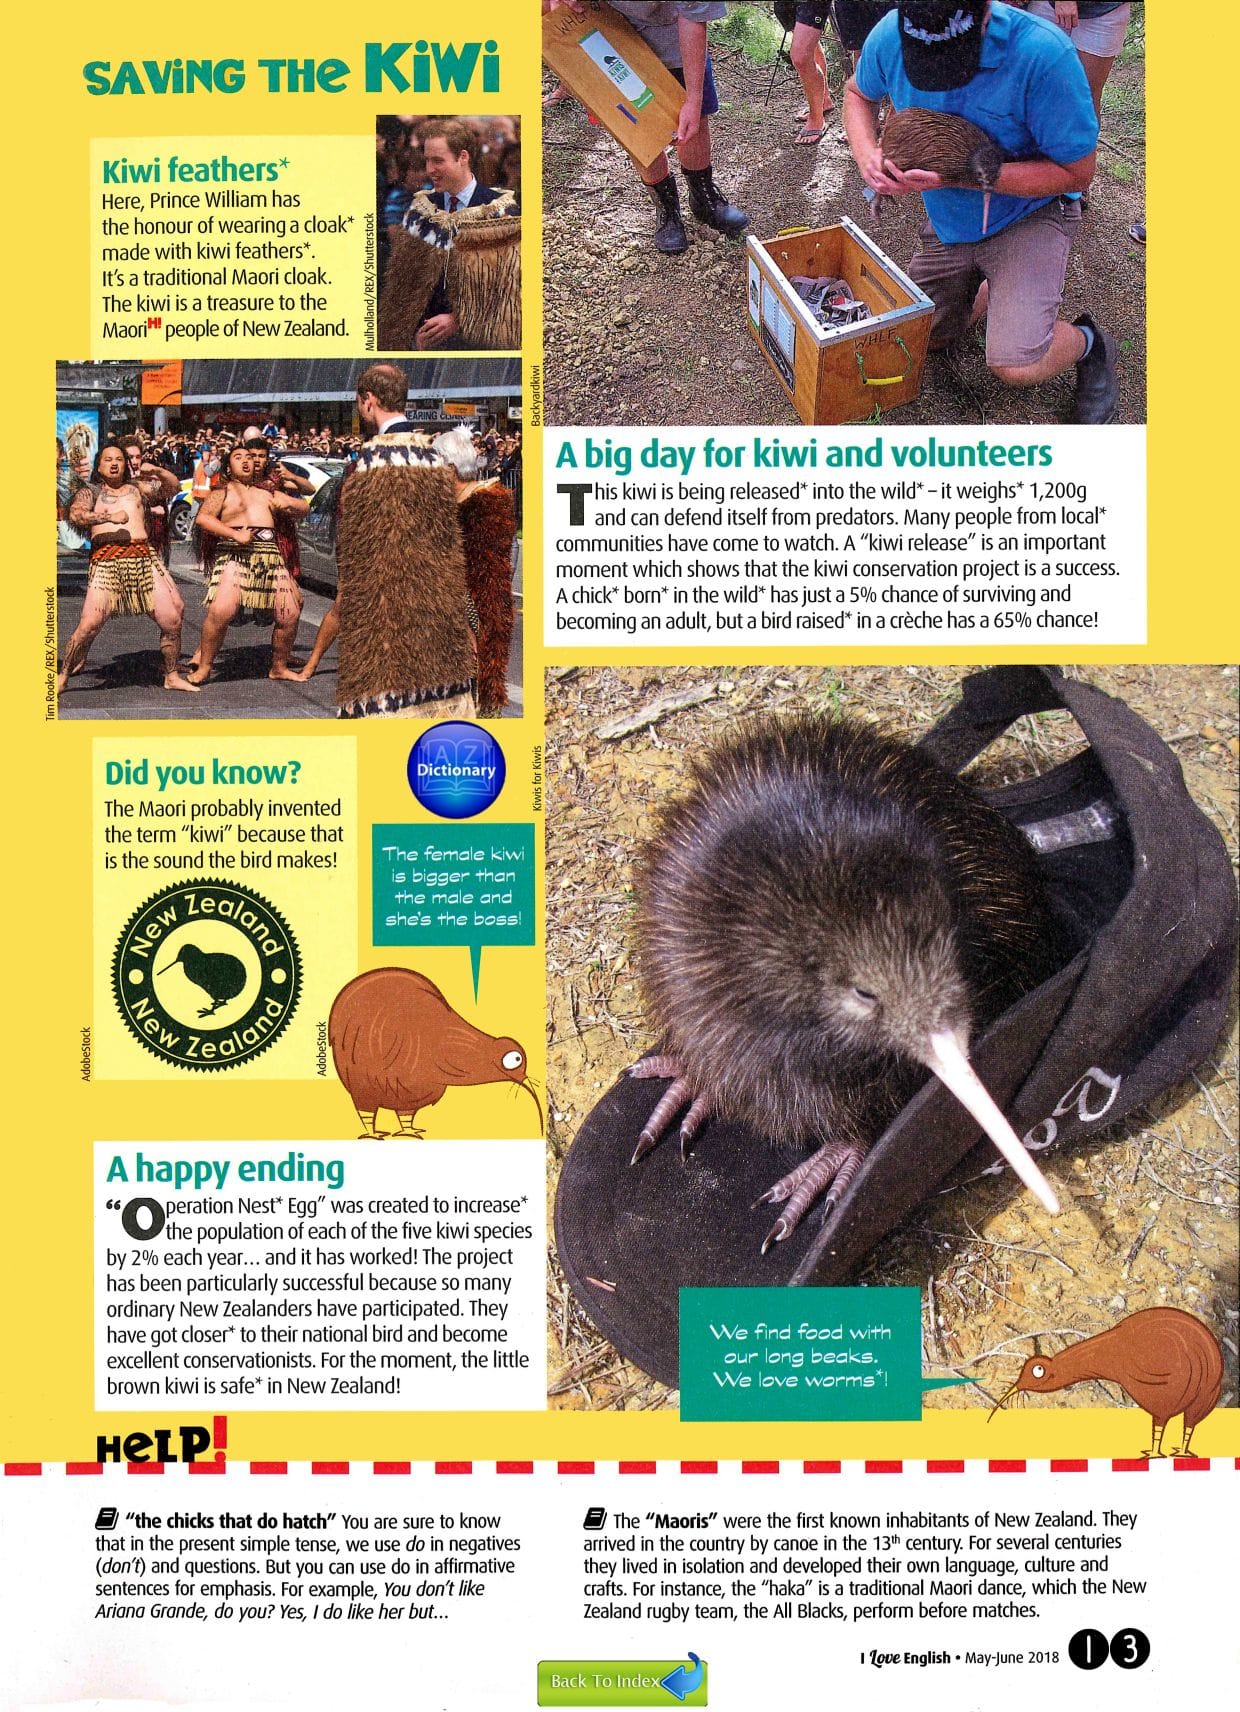 SAVING THE KIWI
Kiwi feathers*
Here, Prince William has
the honour of wearing a cloak*
made with kiwi feathers*.
It's a traditional Maori cloak.
The kiwi is a treasure to the
Maori H! people of New Zealand.
Mulholland/REX/Shutterstock
WHLF
WHLF
Backyardkiwi
A big day for kiwi and volunteers
This kiwi is being released* into the wild* – it weighs* 1,200g
and can defend itself from predators. Many people from local*
communities have come to watch. A “kiwi release” is an important
moment which shows that the kiwi conservation project is a success.
A chick* born* in the wild* has just a 5% chance of surviving and
becoming an adult, but a bird raised* in a crèche has a 65% chance!
Tim Rooke/REX/Shutterstock
Did you know?
The Maori probably invented
the term “kiwi” because that
is the sound the bird makes!
New Zealand
New Zealand
AdobeStock
AdobeStock
A Z
Dictionary
The female kiwi
is bigger than
the male and
she's the boss!
Kiwis for Kiwis
A happy ending
“Operation Nest* Egg” was created to increase*
the population of each of the five kiwi species
by 2% each year... and it has worked! The project
has been particularly successful because so many
ordinary New Zealanders have participated. They
have got closer* to their national bird and become
excellent conservationists. For the moment, the little
brown kiwi is safe* in New Zealand!
We find food with
our long beaks.
We love worms*!
HELP!
“the chicks that do hatch” You are sure to know
that in the present simple tense, we use do in negatives
(don't) and questions. But you can use do in affirmative
sentences for emphasis. For example, You don't like
Ariana Grande, do you? Yes, I do like her but...
The “Maoris” were the first known inhabitants of New Zealand. They
arrived in the country by canoe in the 13th century. For several centuries
they lived in isolation and developed their own language, culture and
crafts. For instance, the “haka” is a traditional Maori dance, which the New
Zealand rugby team, the All Blacks, perform before matches.
I Love English • May-June 2018 13
Back To Index